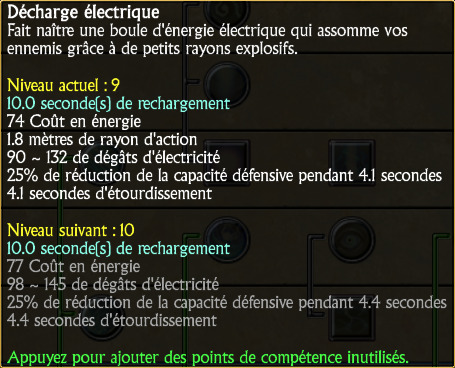 Décharge électrique
Fait naître une boule d'énergie électrique qui assomme vos
ennemis grâce à de petits rayons explosifs.
Niveau actuel : 9
10.0 seconde(s) de rechargement
74 Coût en énergie
1.8 mètres de rayon d'action
90 ~ 132 de dégâts d'électricité
25% de réduction de la capacité défensive pendant 4.1 secondes
4.1 secondes d'étourdissement
Niveau suivant : 10
10.0 seconde(s) de rechargement
77 Coût en énergie
98 ~ 145 de dégâts d'électricité
25% de réduction de la capacité défensive pendant 4.4 secondes
4.4 secondes d'étourdissement
Appuyez pour ajouter des points de compétence inutilisés.